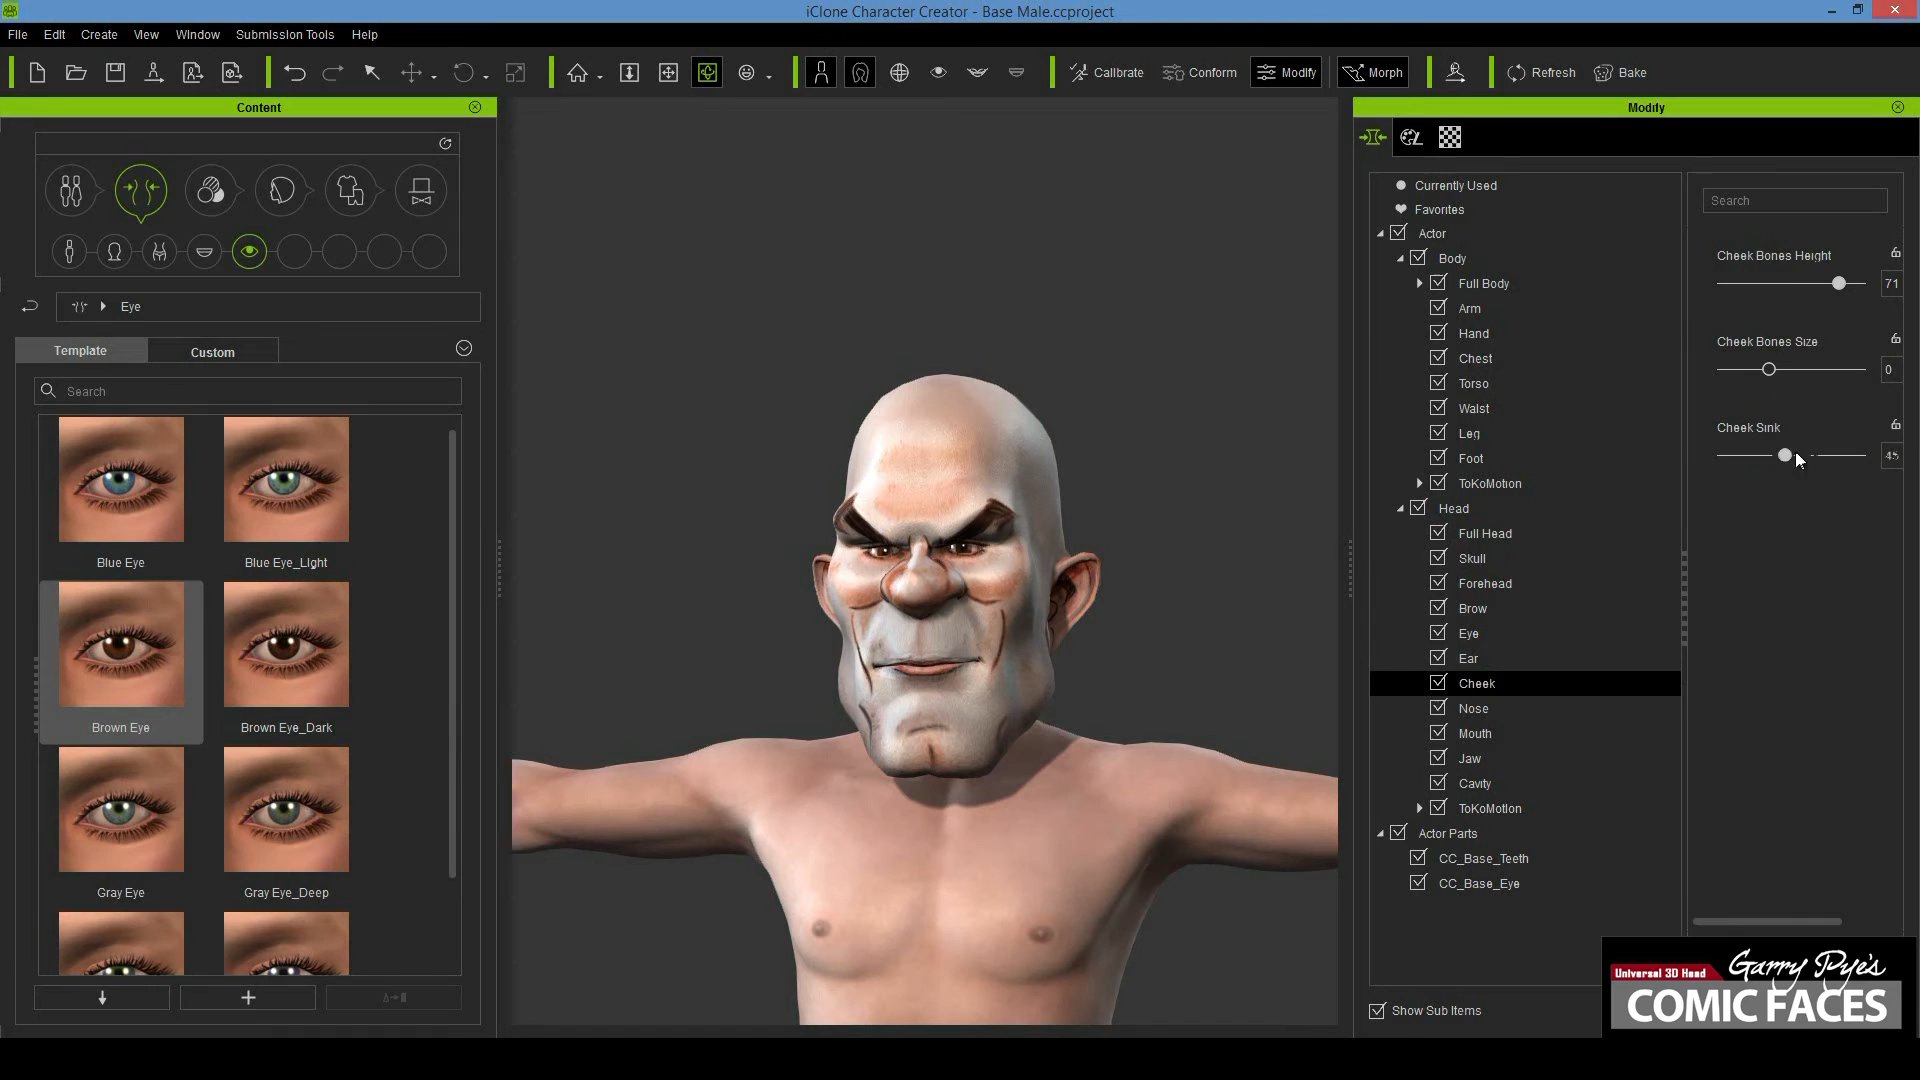 iClone Character Creator - Base Male.ccproject
File Edit Create View Window Submission Tools Help
Calibrate Conform Modify Morph Refresh Bake
Content
Eye
Template Custom
Search
Blue Eye Blue Eye_Light
Brown Eye Brown Eye_Dark
Gray Eye Gray Eye_Deep
Modify
Currently Used
Favorites
Actor
Body
Full Body
Arm
Hand
Chest
Torso
Waist
Leg
Foot
ToKoMotion
Head
Full Head
Skull
Forehead
Brow
Eye
Ear
Cheek
Nose
Mouth
Jaw
Cavity
ToKoMotion
Actor Parts
CC_Base_Teeth
CC_Base_Eye
Show Sub Items
Search
Cheek Bones Height
71
Cheek Bones Size
0
Cheek Sink
45
Universal 3D Head Garry Pye's
COMIC FACES